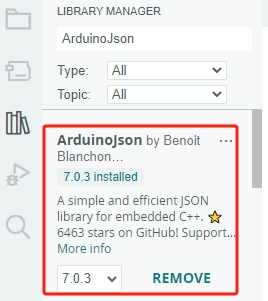 LIBRARY MANAGER
ArduinoJson
Type: All
Topic: All
ArduinoJson by Benoit
Blanchon...
7.0.3 installed
A simple and efficient JSON
library for embedded C++. ⭐
6463 stars on GitHub! Support...
More info
7.0.3 REMOVE